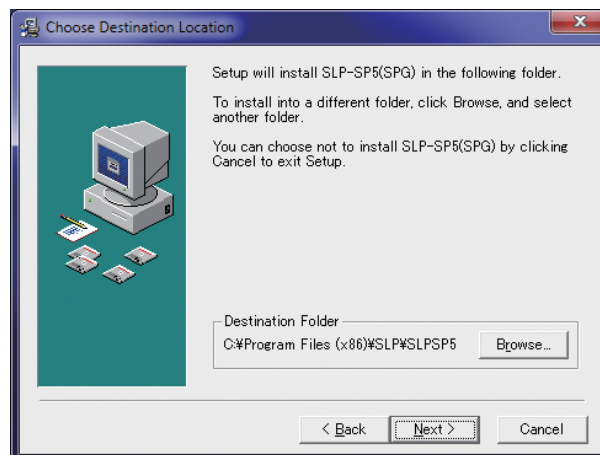 Choose Destination Location
Setup will install SLP-SP5(SPG) in the following folder.
To install into a different folder, click Browse, and select
another folder.
You can choose not to install SLP-SP5(SPG) by clicking
Cancel to exit Setup.
Destination Folder
C:¥Program Files (x86)¥SLP¥SLPSP5
Browse...
< Back
Next >
Cancel